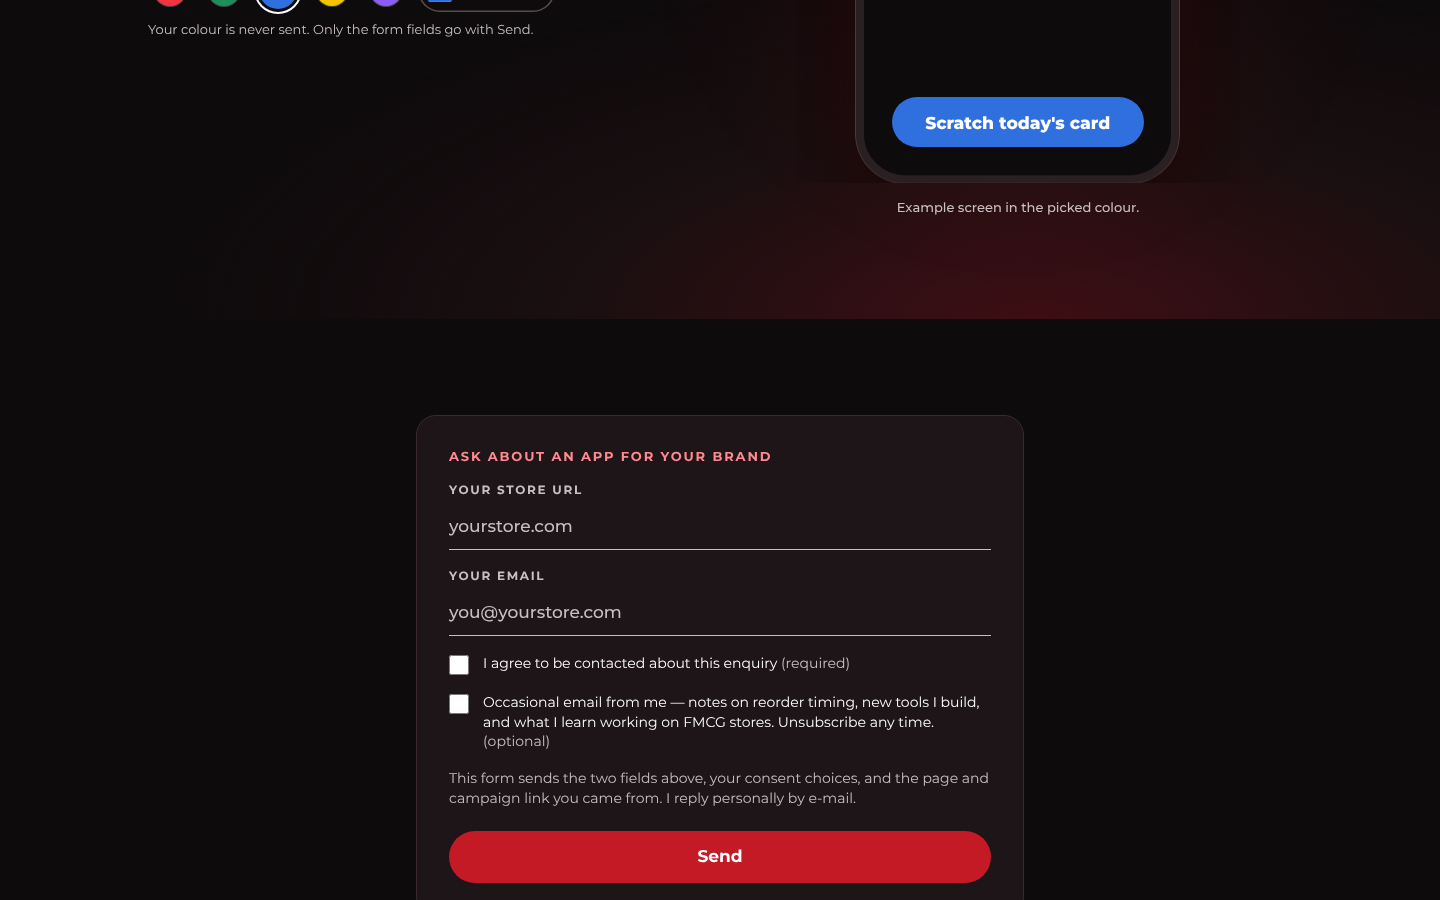 Your colour is never sent. Only the form fields go with Send.
Scratch today's card
Example screen in the picked colour.
ASK ABOUT AN APP FOR YOUR BRAND
YOUR STORE URL
yourstore.com
YOUR EMAIL
you@yourstore.com
I agree to be contacted about this enquiry (required)
Occasional email from me — notes on reorder timing, new tools I build,
and what I learn working on FMCG stores. Unsubscribe any time.
(optional)
This form sends the two fields above, your consent choices, and the page and
campaign link you came from. I reply personally by e-mail.
Send